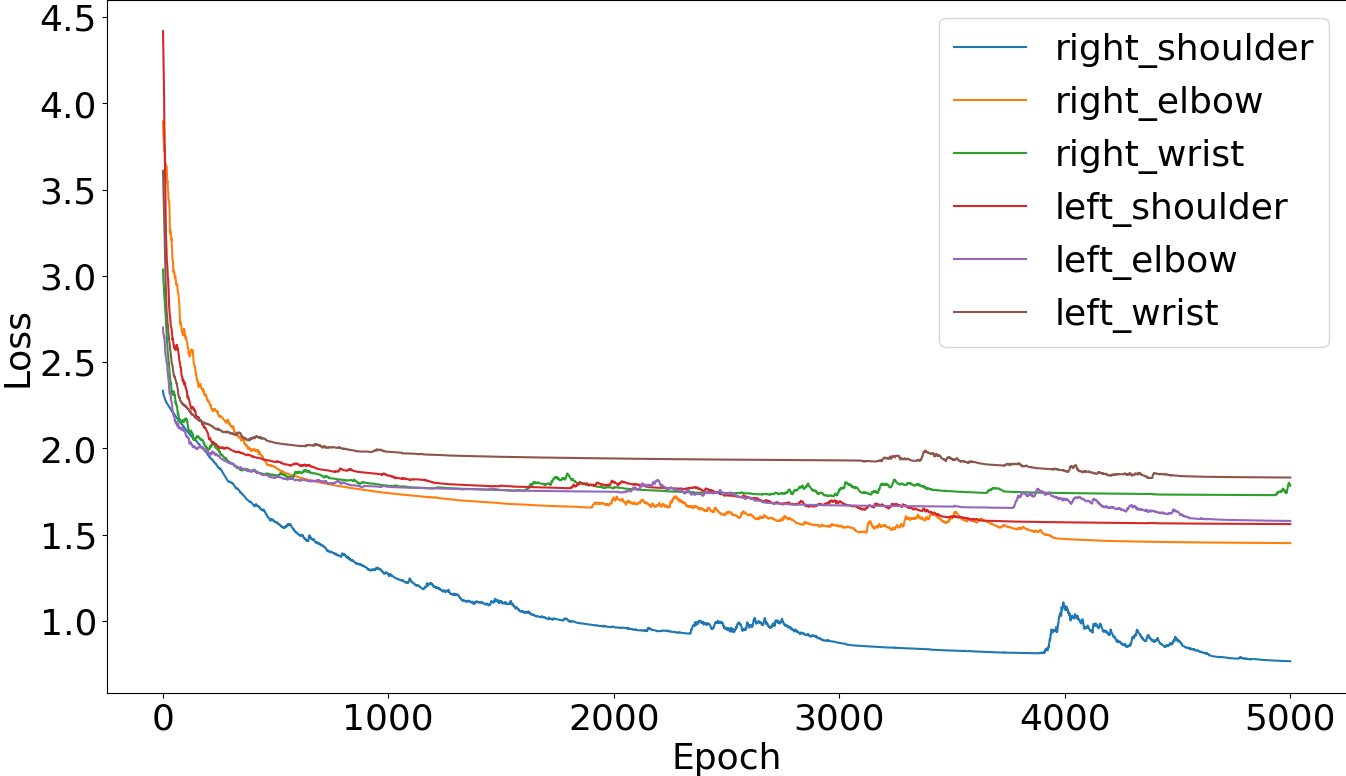 4.5
4.0
3.5
3.0
2.5
2.0
1.5
1.0
Loss
right_shoulder
right_elbow
right_wrist
left_shoulder
left_elbow
left_wrist
0 1000 2000 3000 4000 5000
Epoch